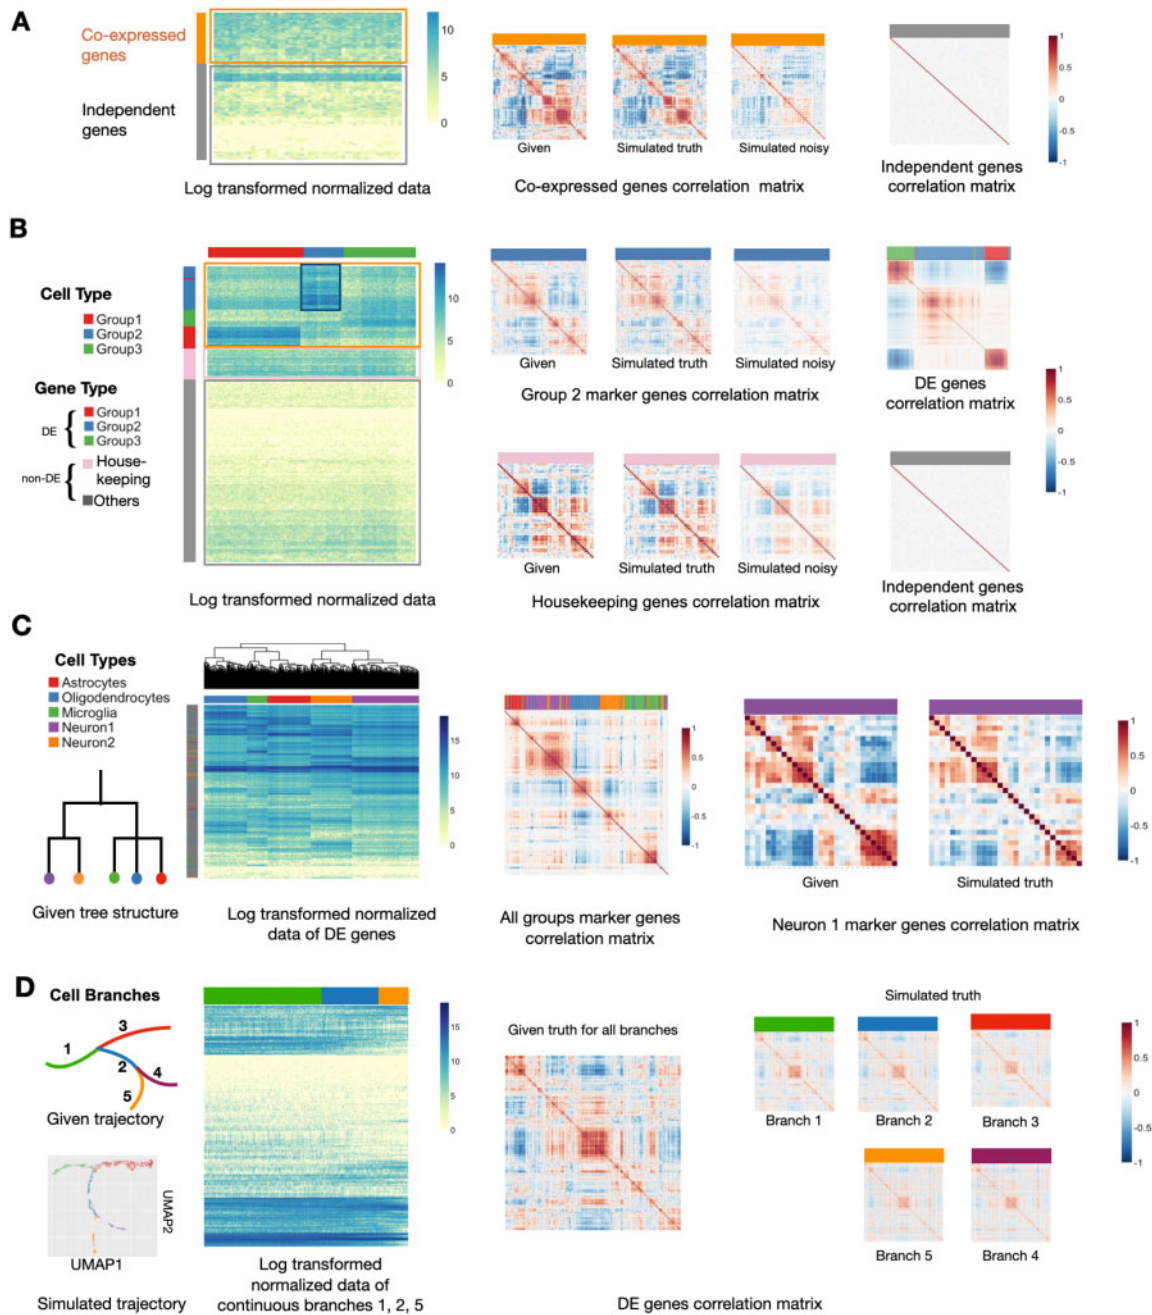 A
Co-expressed
genes
Independent
genes
10
5
0
Log transformed normalized data
Given
Simulated truth
Simulated noisy
Co-expressed genes correlation matrix
Independent genes
correlation matrix
1
0.5
0
-0.5
-1
B
Cell Type
Group1
Group2
Group3
Gene Type
DE
Group1
Group2
Group3
non-DE
House-
keeping
Others
10
5
0
Log transformed normalized data
Given
Simulated truth
Simulated noisy
Group 2 marker genes correlation matrix
DE genes
correlation matrix
Given
Simulated truth
Simulated noisy
Housekeeping genes correlation matrix
Independent genes
correlation matrix
1
0.5
0
-0.5
-1
C
Cell Types
Astrocytes
Oligodendrocytes
Microglia
Neuron1
Neuron2
Given tree structure
15
10
5
0
Log transformed normalized
data of DE genes
1
0.5
0
-0.5
-1
All groups marker genes
correlation matrix
Given
Simulated truth
Neuron 1 marker genes correlation matrix
1
0.5
0
-0.5
-1
D
Cell Branches
3
1
2
4
5
Given trajectory
UMAP2
UMAP1
Simulated trajectory
15
10
5
0
Log transformed
normalized data of
continuous branches 1, 2, 5
Given truth for all branches
Simulated truth
Branch 1
Branch 2
Branch 3
Branch 5
Branch 4
DE genes correlation matrix
1
0.5
0
-0.5
-1